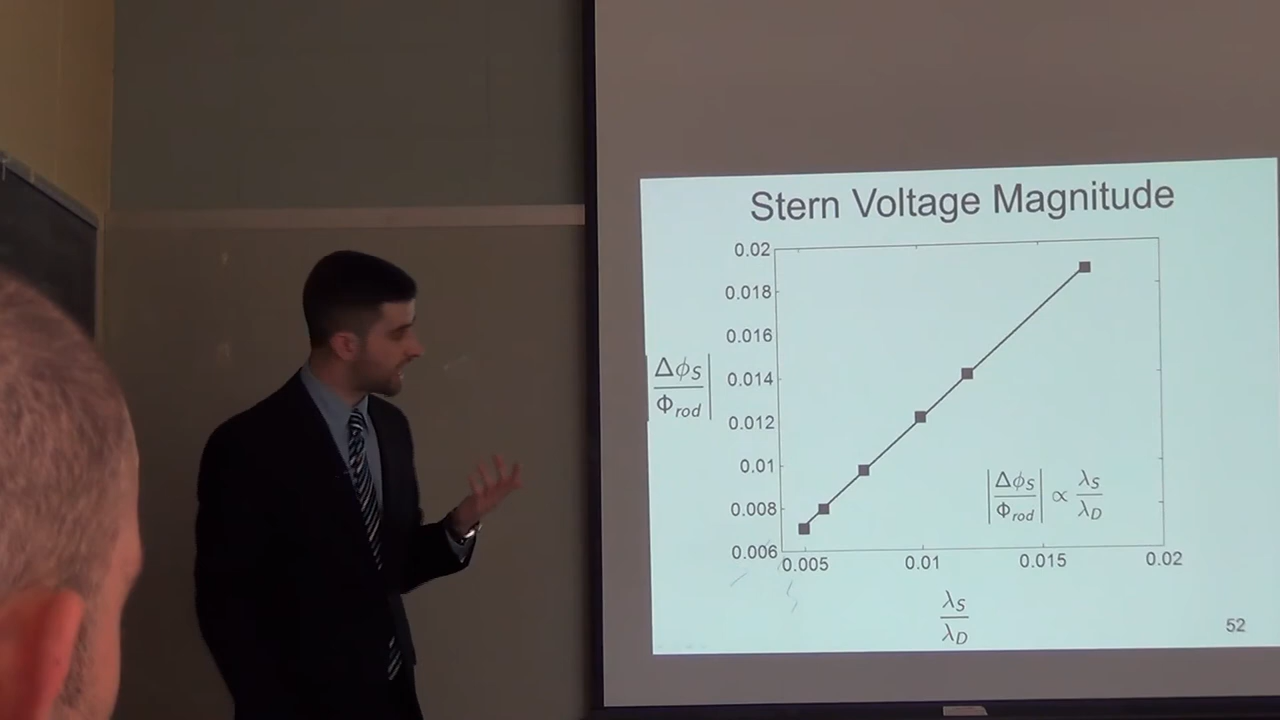 Stern Voltage Magnitude
0.02
0.018
0.016
0.014
0.012
0.01
0.008
0.006
|Δϕ_S / Φ_rod|
|Δϕ_S / Φ_rod| ∝ λ_S / λ_D
0.005 0.01 0.015 0.02
λ_S / λ_D
52